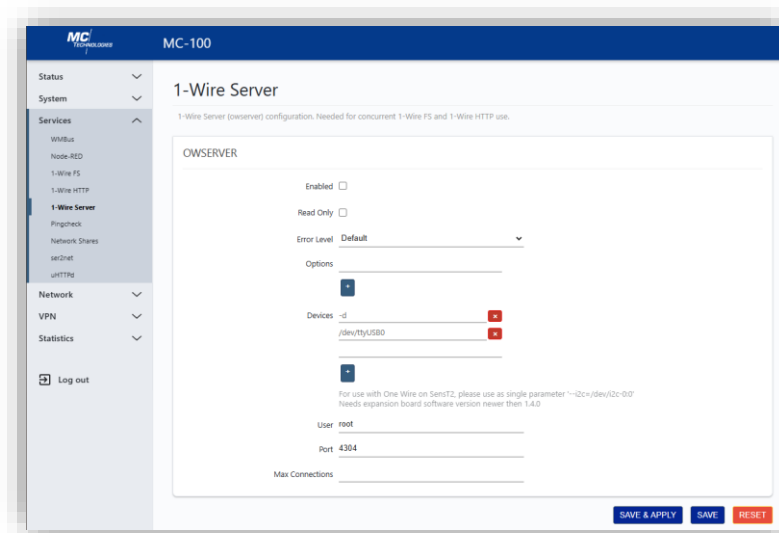 MC TECHNOLOGIES
MC-100
Status
System
Services
WMBus
Node-RED
1-Wire FS
1-Wire HTTP
1-Wire Server
Pingcheck
Network Shares
ser2net
uHTTPd
Network
VPN
Statistics
Log out
1-Wire Server
1-Wire Server (owserver) configuration. Needed for concurrent 1-Wire FS and 1-Wire HTTP use.
OWSERVER
Enabled
Read Only
Error Level Default
Options
+
Devices -d ×
/dev/ttyUSB0 ×
+
For use with One Wire on SensT2, please use as single parameter '--i2c=/dev/i2c-0:0'
Needs expansion board software version newer then 1.4.0
User root
Port 4304
Max Connections
SAVE & APPLY SAVE RESET